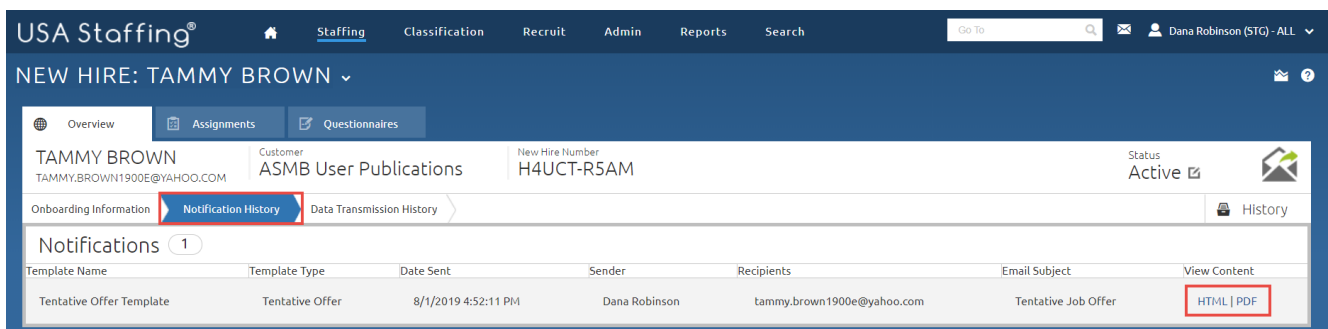 USA Staffing® Staffing Classification Recruit Admin Reports Search Go To Dana Robinson (STG) - ALL
NEW HIRE: TAMMY BROWN
Overview Assignments Questionnaires
Customer New Hire Number Status
TAMMY BROWN ASMB User Publications H4UCT-R5AM Active
TAMMY.BROWN1900E@YAHOO.COM
Onboarding Information Notification History Data Transmission History History
Notifications 1
Template Name Template Type Date Sent Sender Recipients Email Subject View Content
Tentative Offer Template Tentative Offer 8/1/2019 4:52:11 PM Dana Robinson tammy.brown1900e@yahoo.com Tentative Job Offer HTML | PDF